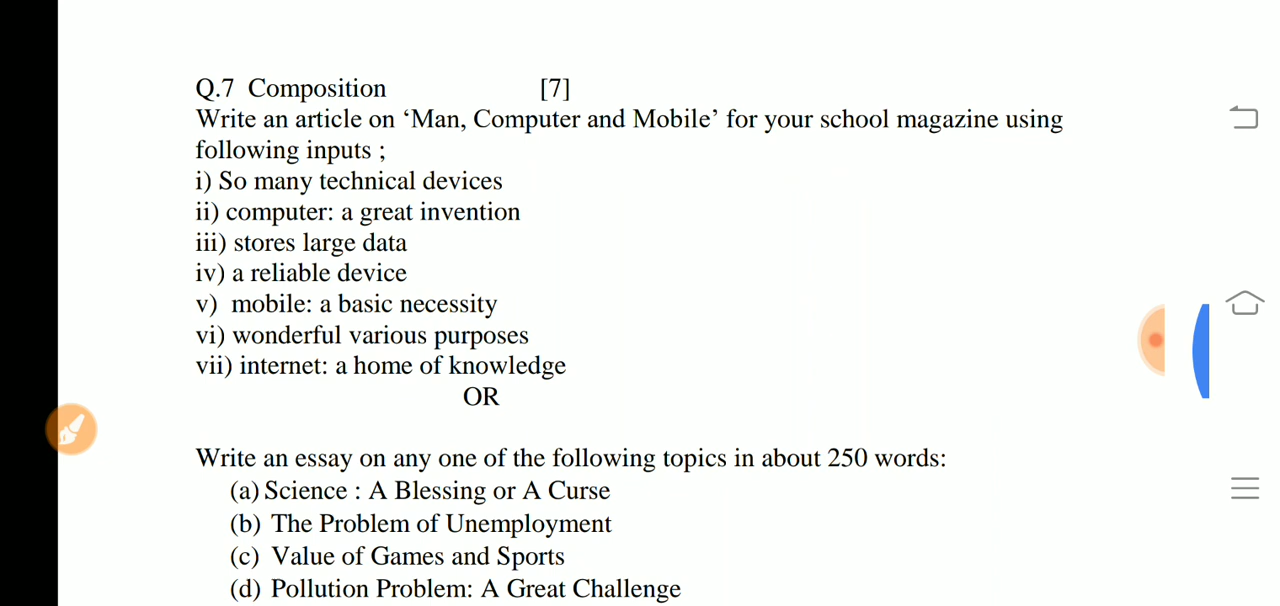 Q.7 Composition [7]
Write an article on ‘Man, Computer and Mobile’ for your school magazine using
following inputs ;
i) So many technical devices
ii) computer: a great invention
iii) stores large data
iv) a reliable device
v) mobile: a basic necessity
vi) wonderful various purposes
vii) internet: a home of knowledge
OR
Write an essay on any one of the following topics in about 250 words:
(a) Science : A Blessing or A Curse
(b) The Problem of Unemployment
(c) Value of Games and Sports
(d) Pollution Problem: A Great Challenge